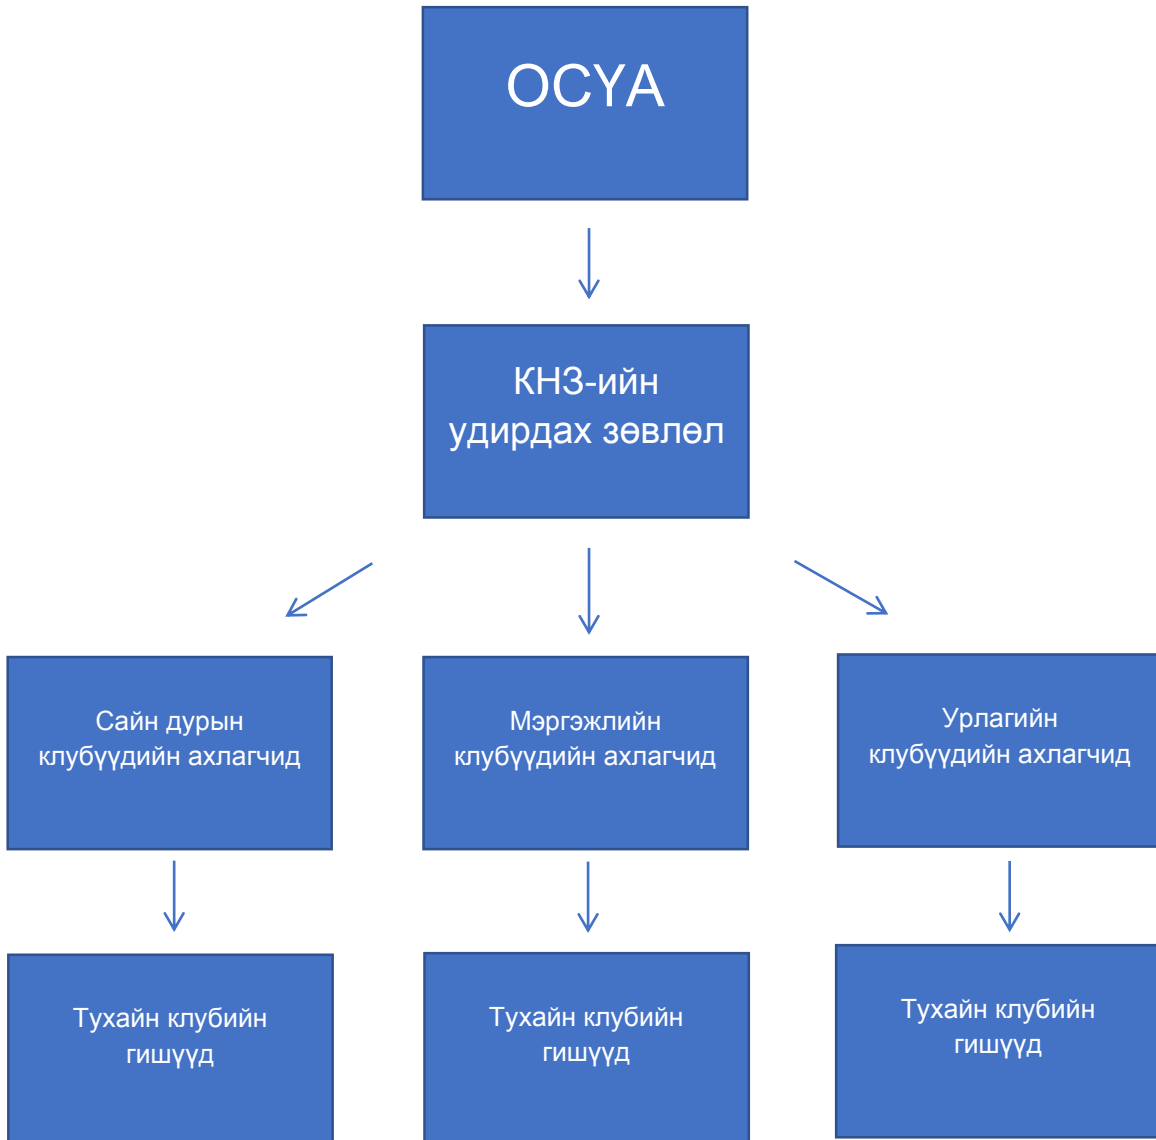 ОСҮА
КНЗ-ийн
удирдах зөвлөл
Сайн дурын
клубүүдийн ахлагчид
Мэргэжлийн
клубүүдийн ахлагчид
Урлагийн
клубүүдийн ахлагчид
Тухайн клубийн
гишүүд
Тухайн клубийн
гишүүд
Тухайн клубийн
гишүүд